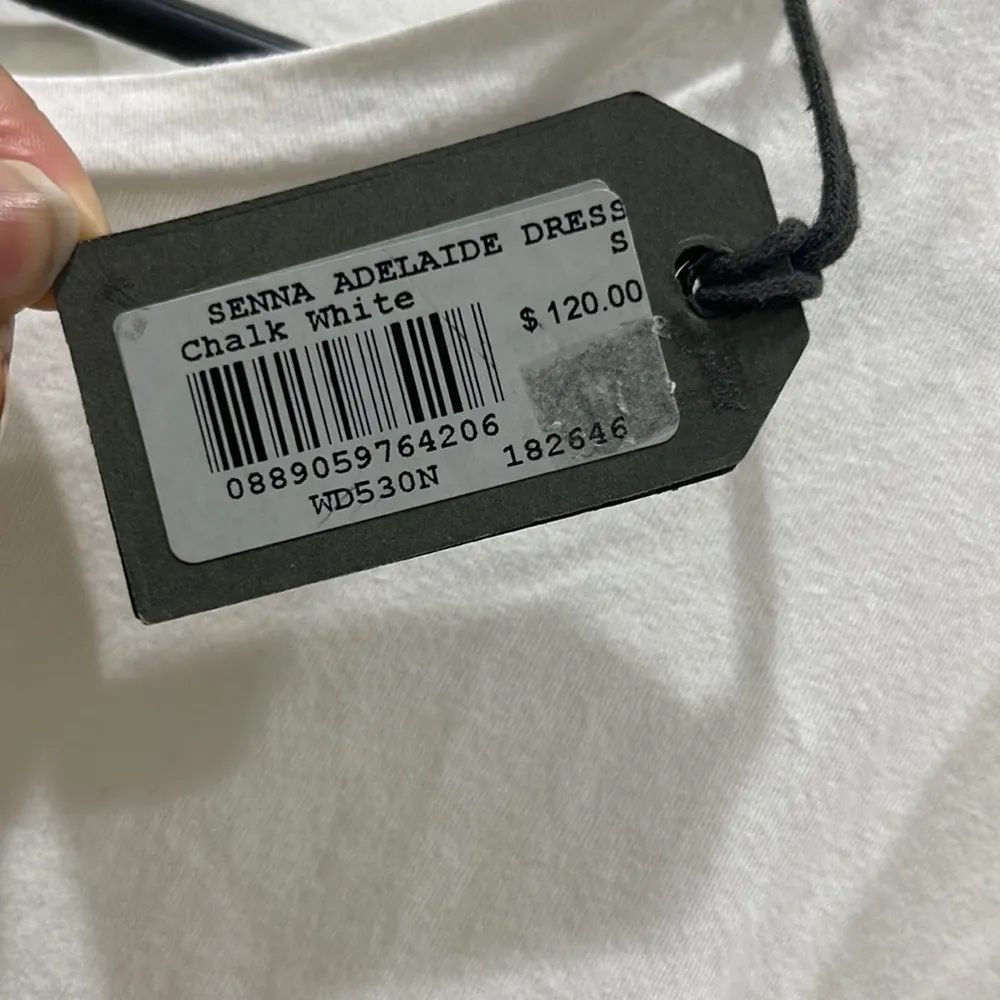 SENNA ADELAIDE DRESS
Chalk White
S
$ 120.00
0889059764206
182646
WD530N